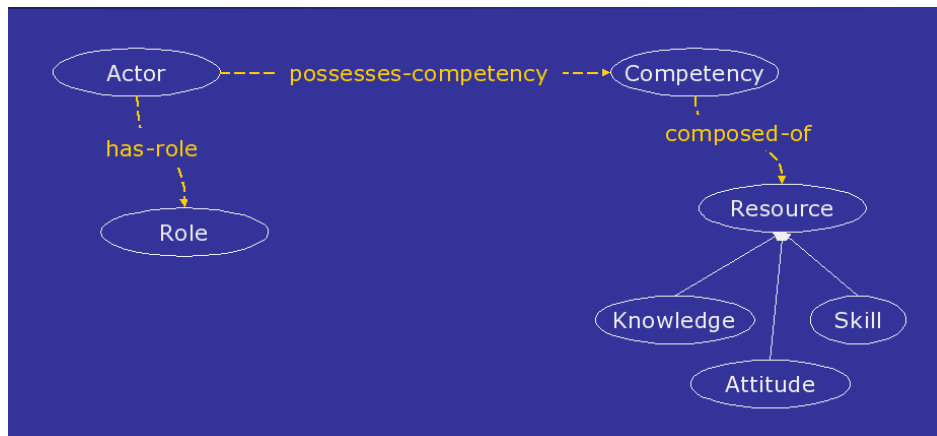 Actor
possesses-competency
Competency
has-role
composed-of
Role
Resource
Knowledge
Skill
Attitude